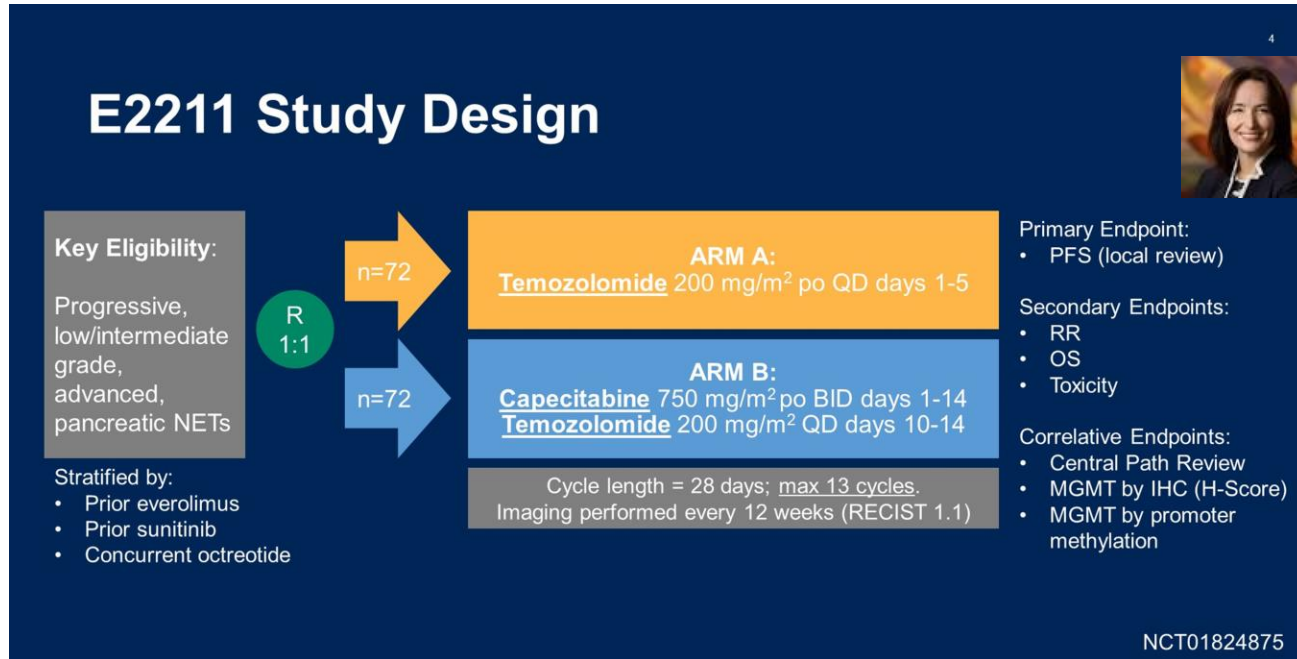 4
E2211 Study Design
Key Eligibility:
Progressive,
low/intermediate
grade,
advanced,
pancreatic NETs
Stratified by:
• Prior everolimus
• Prior sunitinib
• Concurrent octreotide
R
1:1
n=72
n=72
ARM A:
Temozolomide 200 mg/m² po QD days 1-5
ARM B:
Capecitabine 750 mg/m² po BID days 1-14
Temozolomide 200 mg/m² QD days 10-14
Cycle length = 28 days; max 13 cycles.
Imaging performed every 12 weeks (RECIST 1.1)
Primary Endpoint:
• PFS (local review)
Secondary Endpoints:
• RR
• OS
• Toxicity
Correlative Endpoints:
• Central Path Review
• MGMT by IHC (H-Score)
• MGMT by promoter
methylation
NCT01824875